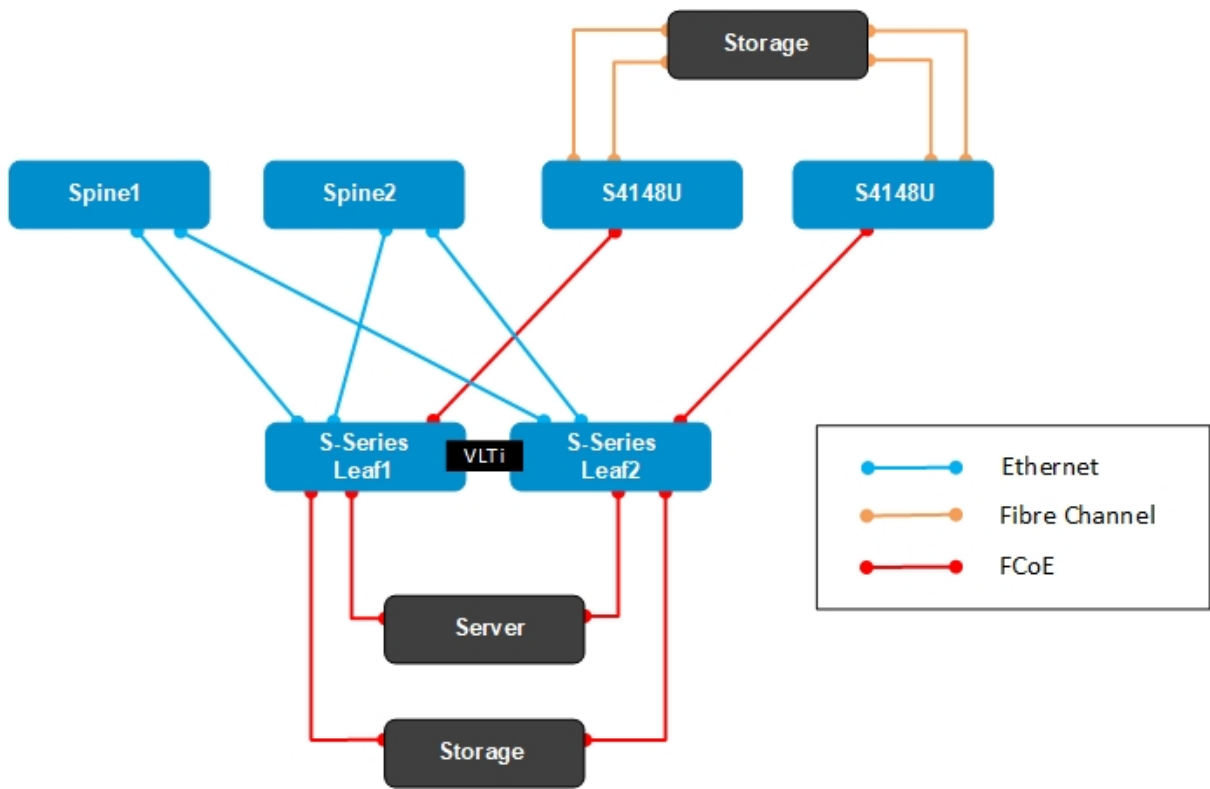 Storage
Spine1
Spine2
S4148U
S4148U
S-Series
Leaf1
VLTi
S-Series
Leaf2
Ethernet
Fibre Channel
FCoE
Server
Storage